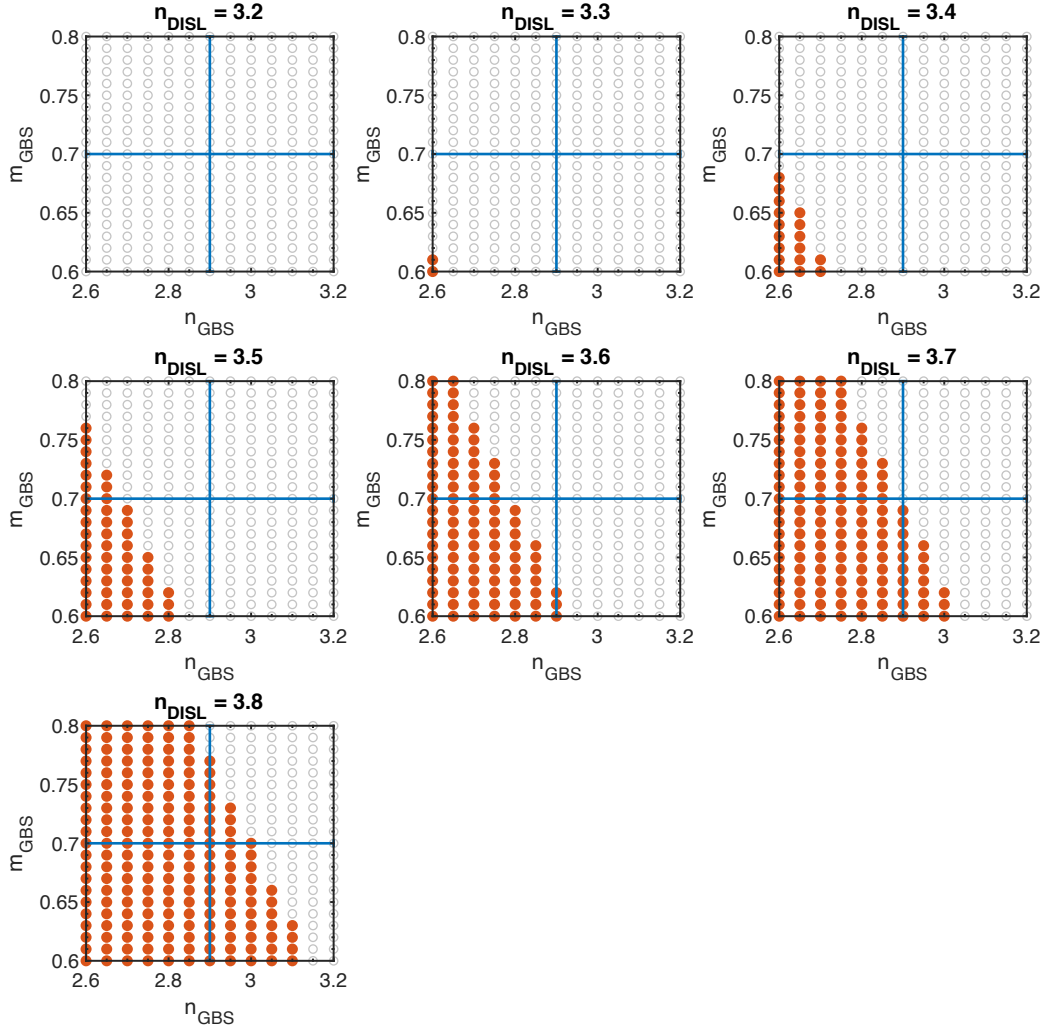 n_DISL = 3.2
0.8
0.75
0.7
0.65
0.6
m_GBS
2.6 2.8 3 3.2
n_GBS
n_DISL = 3.3
0.8
0.75
0.7
0.65
0.6
m_GBS
2.6 2.8 3 3.2
n_GBS
n_DISL = 3.4
0.8
0.75
0.7
0.65
0.6
m_GBS
2.6 2.8 3 3.2
n_GBS
n_DISL = 3.5
0.8
0.75
0.7
0.65
0.6
m_GBS
2.6 2.8 3 3.2
n_GBS
n_DISL = 3.6
0.8
0.75
0.7
0.65
0.6
m_GBS
2.6 2.8 3 3.2
n_GBS
n_DISL = 3.7
0.8
0.75
0.7
0.65
0.6
m_GBS
2.6 2.8 3 3.2
n_GBS
n_DISL = 3.8
0.8
0.75
0.7
0.65
0.6
m_GBS
2.6 2.8 3 3.2
n_GBS